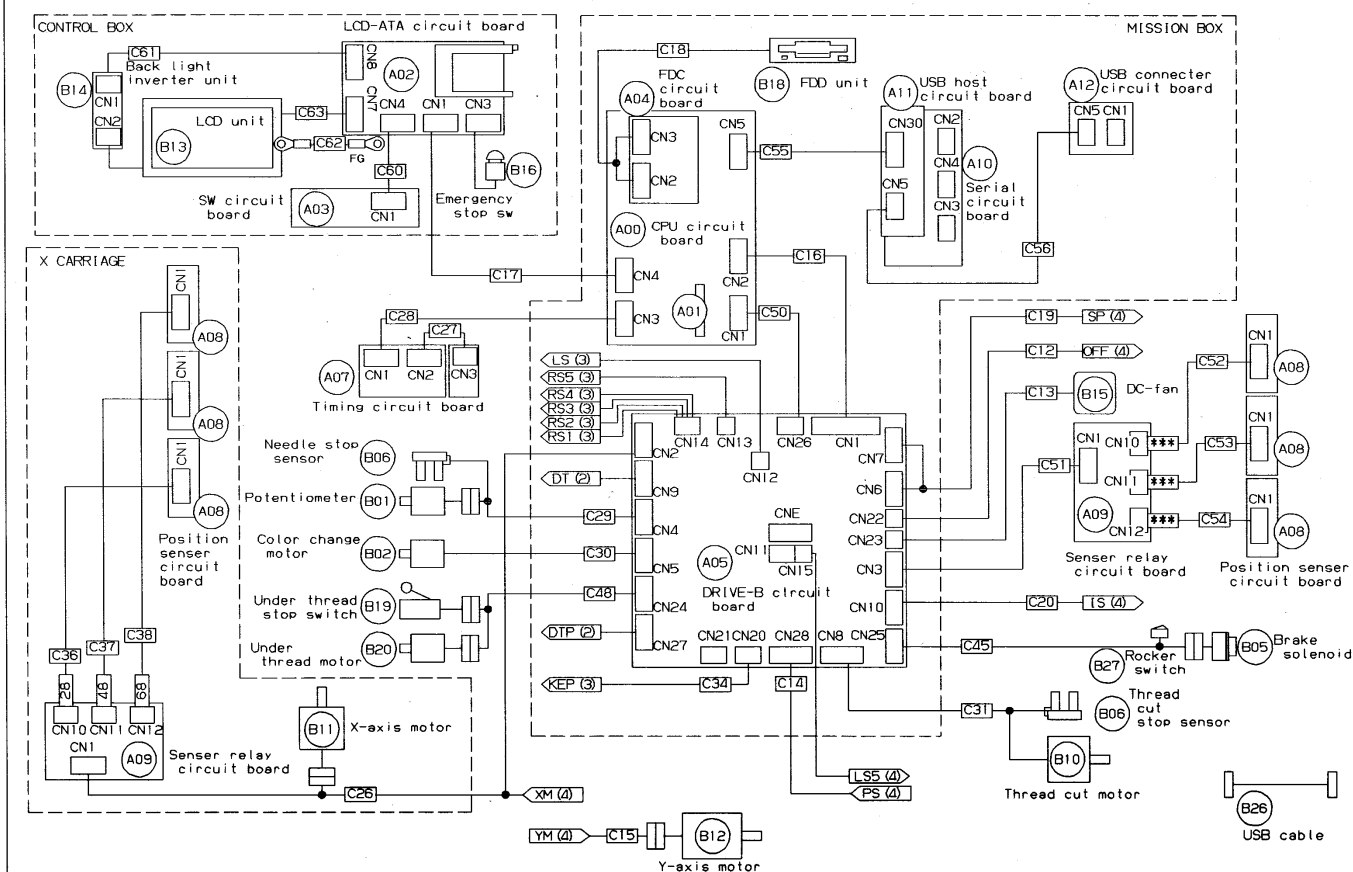 CONTROL BOX
LCD-ATA circuit board
MISSION BOX
C61
Back light
inverter unit
B14
CN1
CN2
CN8
CN7
A02
CN4
CN1
CN3
LCD unit
B13
C63
C62
FG
C60
SW circuit
board
A03
CN1
Emergency
stop sw
B16
C18
FDC
circuit
board
A04
CN3
CN2
B18
FDD unit
CN5
C55
A00
CPU circuit
board
CN4
CN3
A01
CN2
CN1
C16
C50
A11
USB host
circuit board
CN30
CN5
CN2
CN4
CN3
A10
Serial
circuit
board
A12
USB connecter
circuit board
CN5
CN1
C56
C17
C28
C27
A07
CN1
CN2
CN3
Timing circuit board
X CARRIAGE
CN1
A08
CN1
A08
CN1
A08
Position
senser
circuit
board
C36
C37
C38
28
48
68
CN10
CN11
CN12
CN1
A09
Senser relay
circuit board
B11
X-axis motor
C26
XM (4)
YM (4)
C15
B12
Y-axis motor
Needle stop
sensor
B06
Potentiometer
B01
C29
Color change
motor
B02
C30
Under thread
stop switch
B19
C48
Under
thread motor
B20
LS (3)
RS5 (3)
RS4 (3)
RS3 (3)
RS2 (3)
RS1 (3)
DT (2)
DTP (2)
KEP (3)
C34
C14
CN14
CN13
CN26
CN1
CN12
CN2
CN9
CN4
CN5
CN24
CN27
CNE
CN11
CN15
A05
DRIVE-B circuit
board
CN21
CN20
CN28
CN8
CN25
CN7
CN6
CN22
CN23
CN3
CN10
C19
SP (4)
C12
OFF (4)
C13
B15
DC-fan
C51
CN1
CN10
CN11
CN12
***
***
***
A09
Senser relay
circuit board
C52
C53
C54
CN1
A08
CN1
A08
CN1
A08
Position senser
circuit board
C20
IS (4)
C45
B27
Rocker
switch
B05
Brake
solenoid
C31
B06
Thread
cut
stop sensor
B10
Thread cut motor
LS5 (4)
PS (4)
B26
USB cable